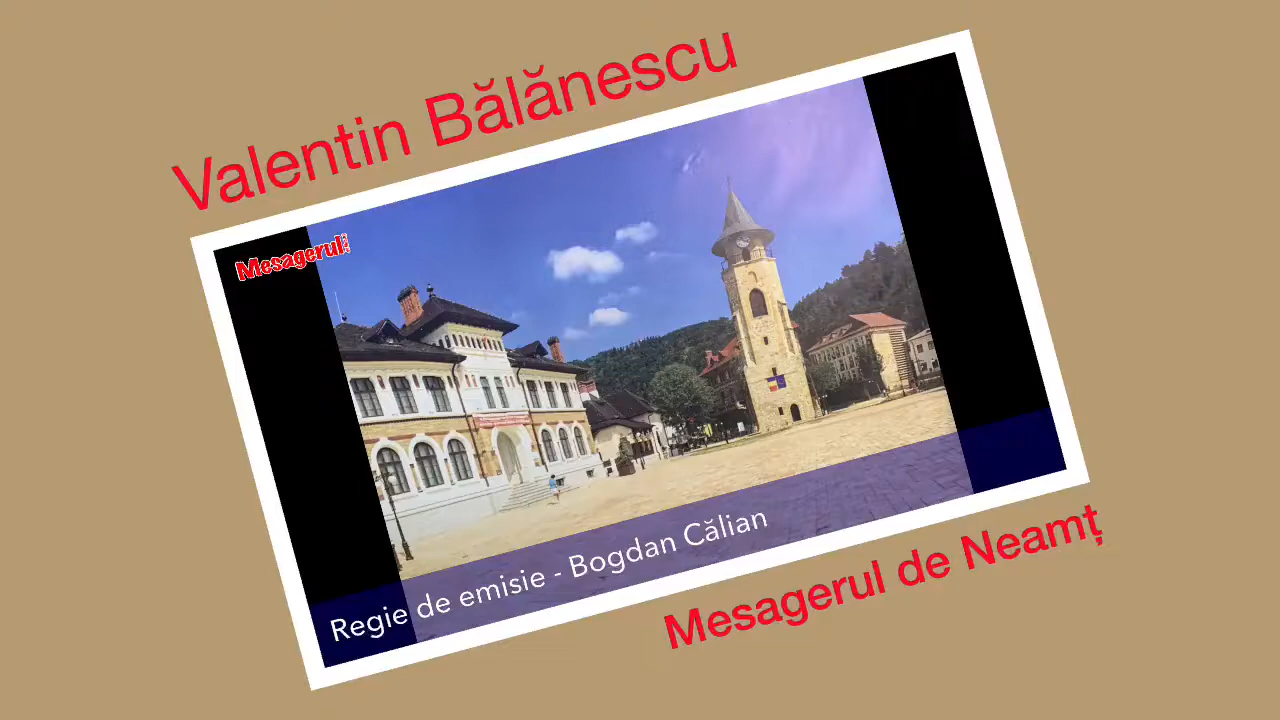 Valentin Bălănescu
Mesagerul
Regie de emisie - Bogdan Călian
Mesagerul de Neamț